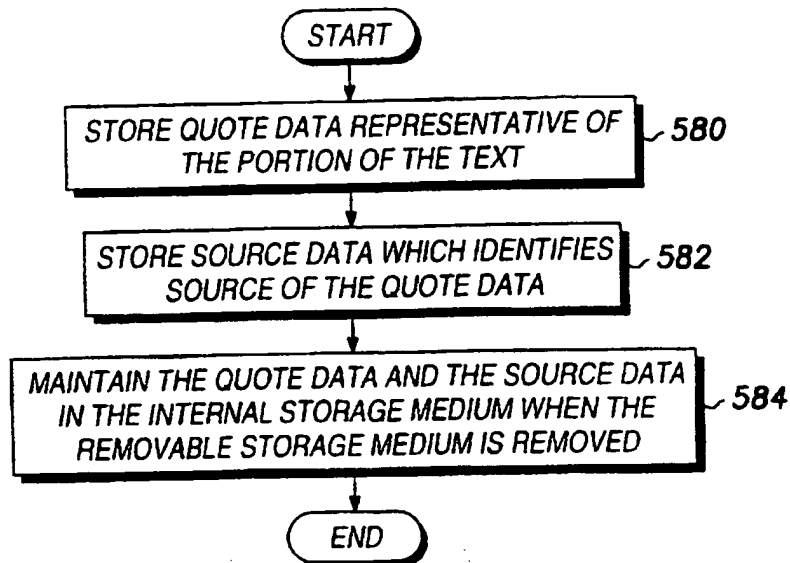 START
STORE QUOTE DATA REPRESENTATIVE OF
THE PORTION OF THE TEXT
580
STORE SOURCE DATA WHICH IDENTIFIES
SOURCE OF THE QUOTE DATA
582
MAINTAIN THE QUOTE DATA AND THE SOURCE DATA
IN THE INTERNAL STORAGE MEDIUM WHEN THE
REMOVABLE STORAGE MEDIUM IS REMOVED
584
END